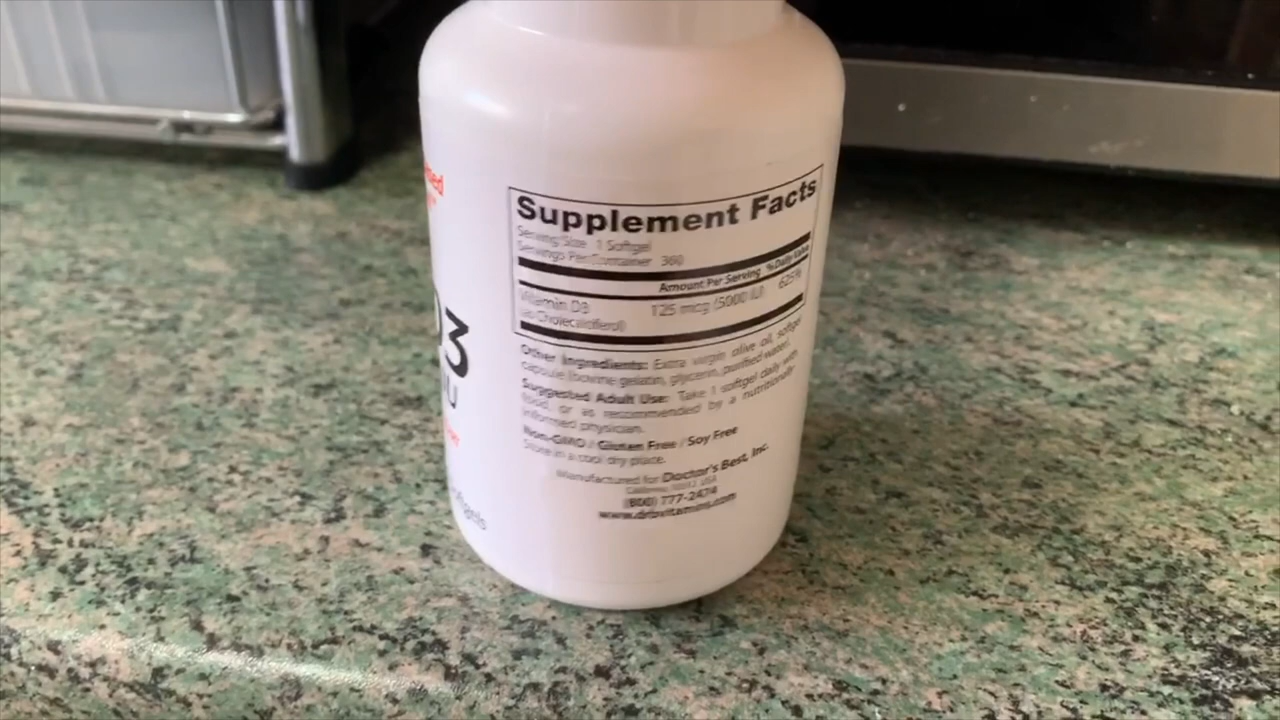 D3
IU
Supplement Facts
Serving Size 1 Softgel
Servings Per Container 360
Amount Per Serving % Daily Value
Vitamin D3 125 mcg (5000 IU) 625%
(as Cholecalciferol)
Other Ingredients: Extra virgin olive oil, softgel
capsule (bovine gelatin, glycerin, purified water).
Suggested Adult Use: Take 1 softgel daily with
food, or as recommended by a nutritionally-
informed physician.
Non-GMO / Gluten Free / Soy Free
Store in a cool dry place.
Manufactured for Doctor's Best, Inc.
(800) 777-2474
www.drbvitamins.com